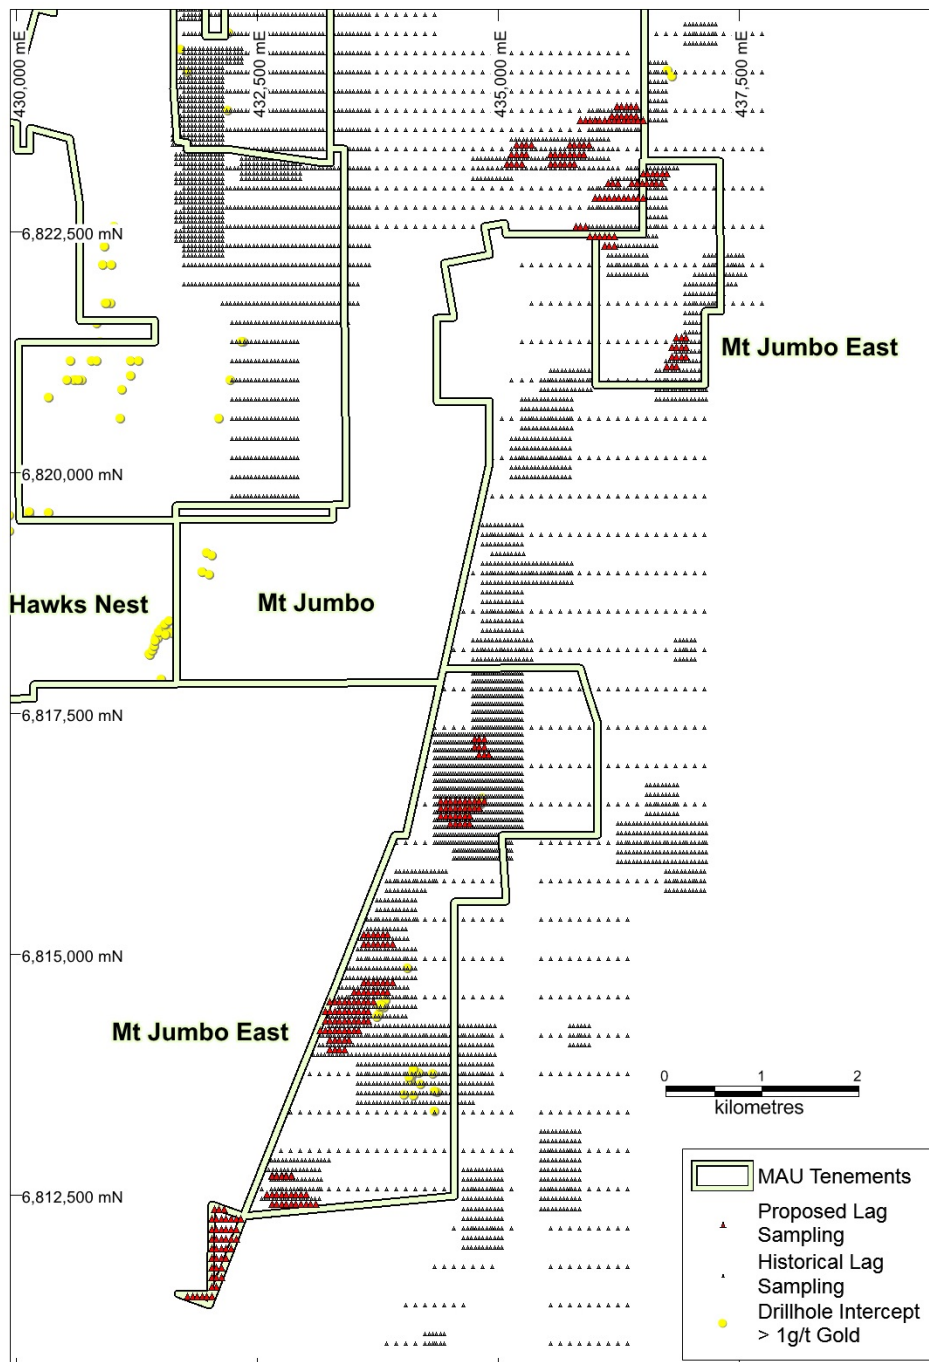 430,000 mE
432,500 mE
435,000 mE
437,500 mE
6,822,500 mN
Mt Jumbo East
6,820,000 mN
Hawks Nest
Mt Jumbo
6,817,500 mN
6,815,000 mN
Mt Jumbo East
0 1 2
kilometres
6,812,500 mN
MAU Tenements
Proposed Lag
Sampling
Historical Lag
Sampling
Drillhole Intercept
> 1g/t Gold